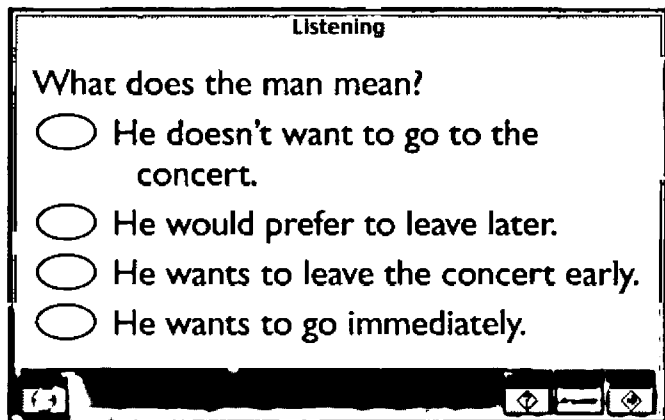 Listening
What does the man mean?
He doesn't want to go to the
concert.
He would prefer to leave later.
He wants to leave the concert early.
He wants to go immediately.